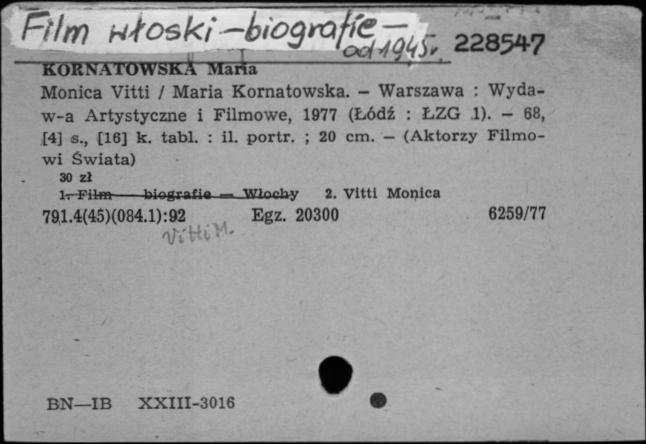 Film włoski – biografie –
od 1945r. 228547
KORNATOWSKA Maria
Monica Vitti / Maria Kornatowska. – Warszawa : Wyda-
w-a Artystyczne i Filmowe, 1977 (Łódź : ŁZG 1). – 68,
[4] s., [16] k. tabl. : il. portr. ; 20 cm. – (Aktorzy Filmo-
wi Świata)
30 zł
1. Film — biografie — Włochy 2. Vitti Monica
791.4(45)(084.1):92 Egz. 20300 6259/77
Vitti M.
BN—IB XXIII-3016